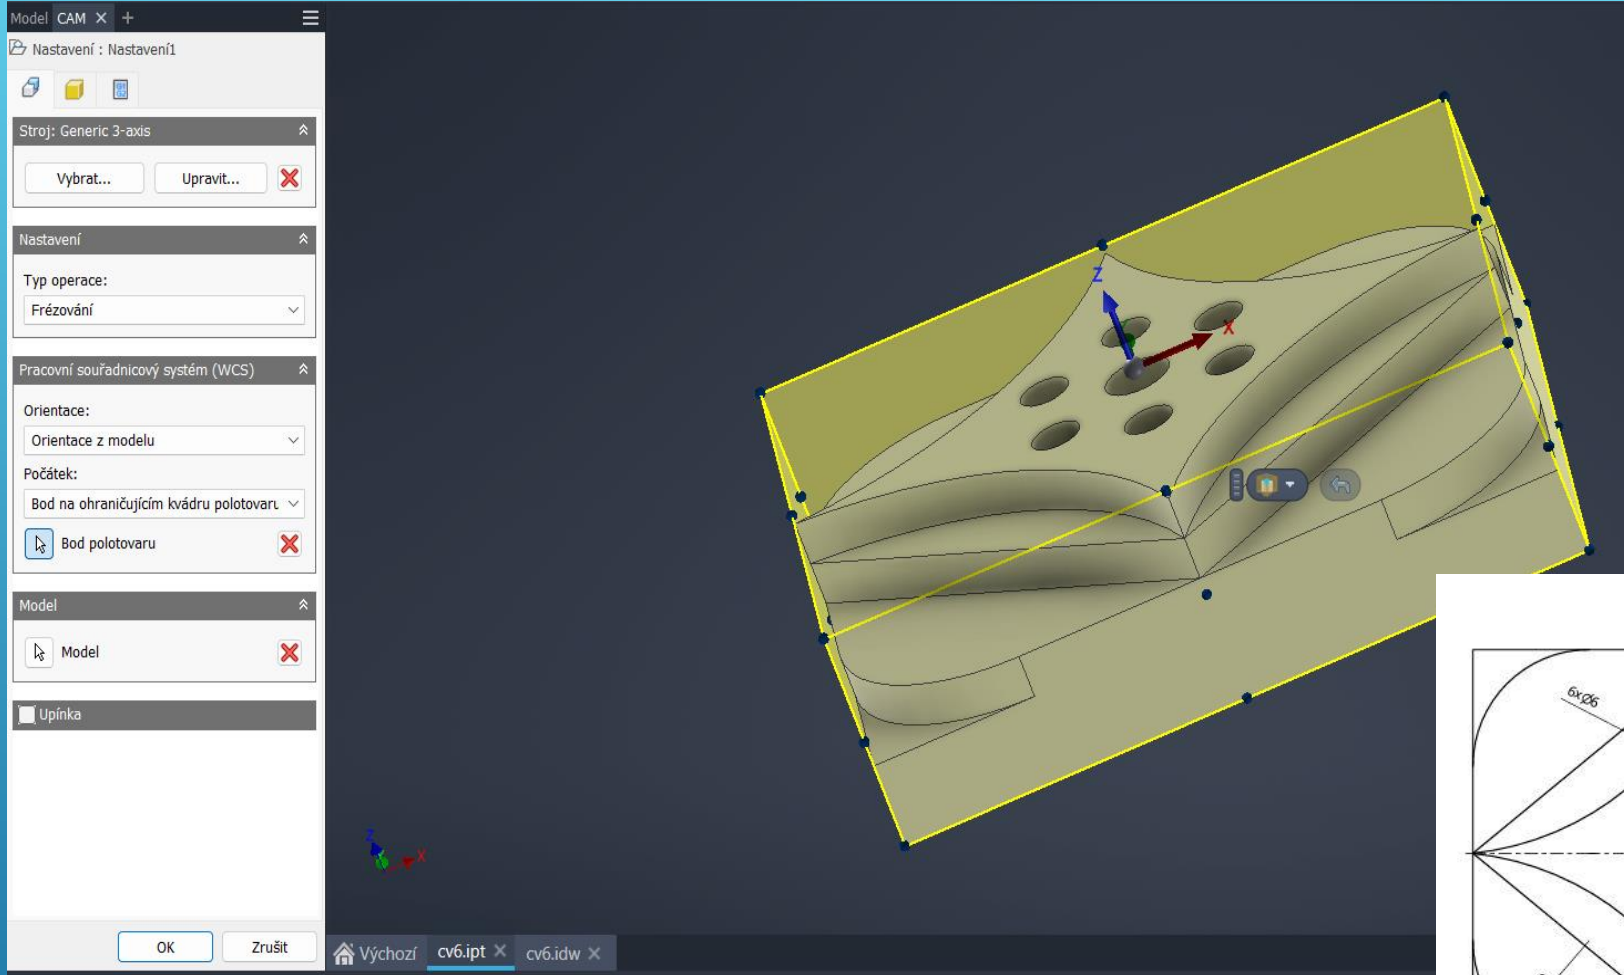 Model CAM
Nastavení : Nastavení1
Stroj: Generic 3-axis
Vybrat... Upravit...
Nastavení
Typ operace:
Frézování
Pracovní souřadnicový systém (WCS)
Orientace:
Orientace z modelu
Počátek:
Bod na ohraničujícím kvádru polotovaru
Bod polotovaru
Model
Model
Upínka
OK Zrušit
Z
X
Z
X
6xØ6
Výchozí cv6.ipt cv6.idw